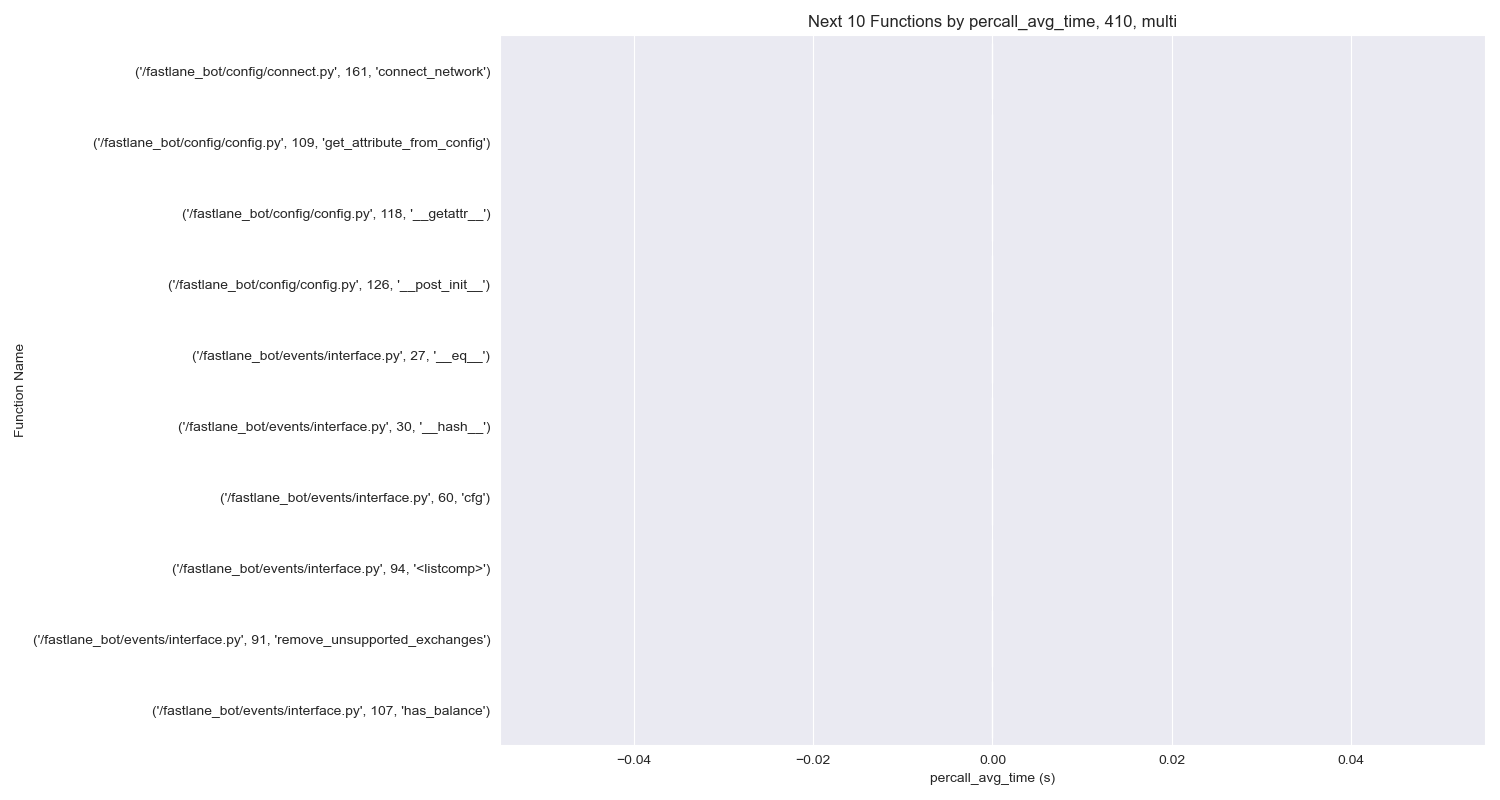 Next 10 Functions by percall_avg_time, 410, multi
Function Name
('/fastlane_bot/config/connect.py', 161, 'connect_network')
('/fastlane_bot/config/config.py', 109, 'get_attribute_from_config')
('/fastlane_bot/config/config.py', 118, '__getattr__')
('/fastlane_bot/config/config.py', 126, '__post_init__')
('/fastlane_bot/events/interface.py', 27, '__eq__')
('/fastlane_bot/events/interface.py', 30, '__hash__')
('/fastlane_bot/events/interface.py', 60, 'cfg')
('/fastlane_bot/events/interface.py', 94, '<listcomp>')
('/fastlane_bot/events/interface.py', 91, 'remove_unsupported_exchanges')
('/fastlane_bot/events/interface.py', 107, 'has_balance')
−0.04 −0.02 0.00 0.02 0.04
percall_avg_time (s)